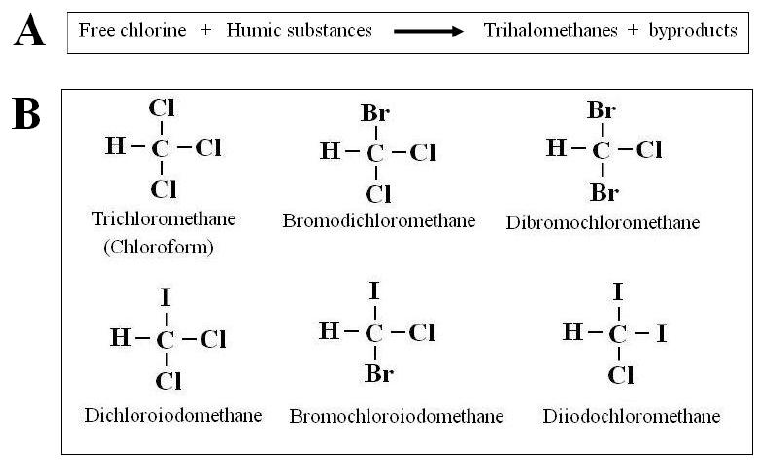 A
Free chlorine + Humic substances Trihalomethanes + byproducts
B
Cl
H-C-Cl
Cl
Trichloromethane
(Chloroform)
Br
H-C-Cl
Cl
Bromodichloromethane
Br
H-C-Cl
Br
Dibromochloromethane
I
H-C-Cl
Cl
Dichloroiodomethane
I
H-C-Cl
Br
Bromochloroiodomethane
I
H-C-I
Cl
Diiodochloromethane